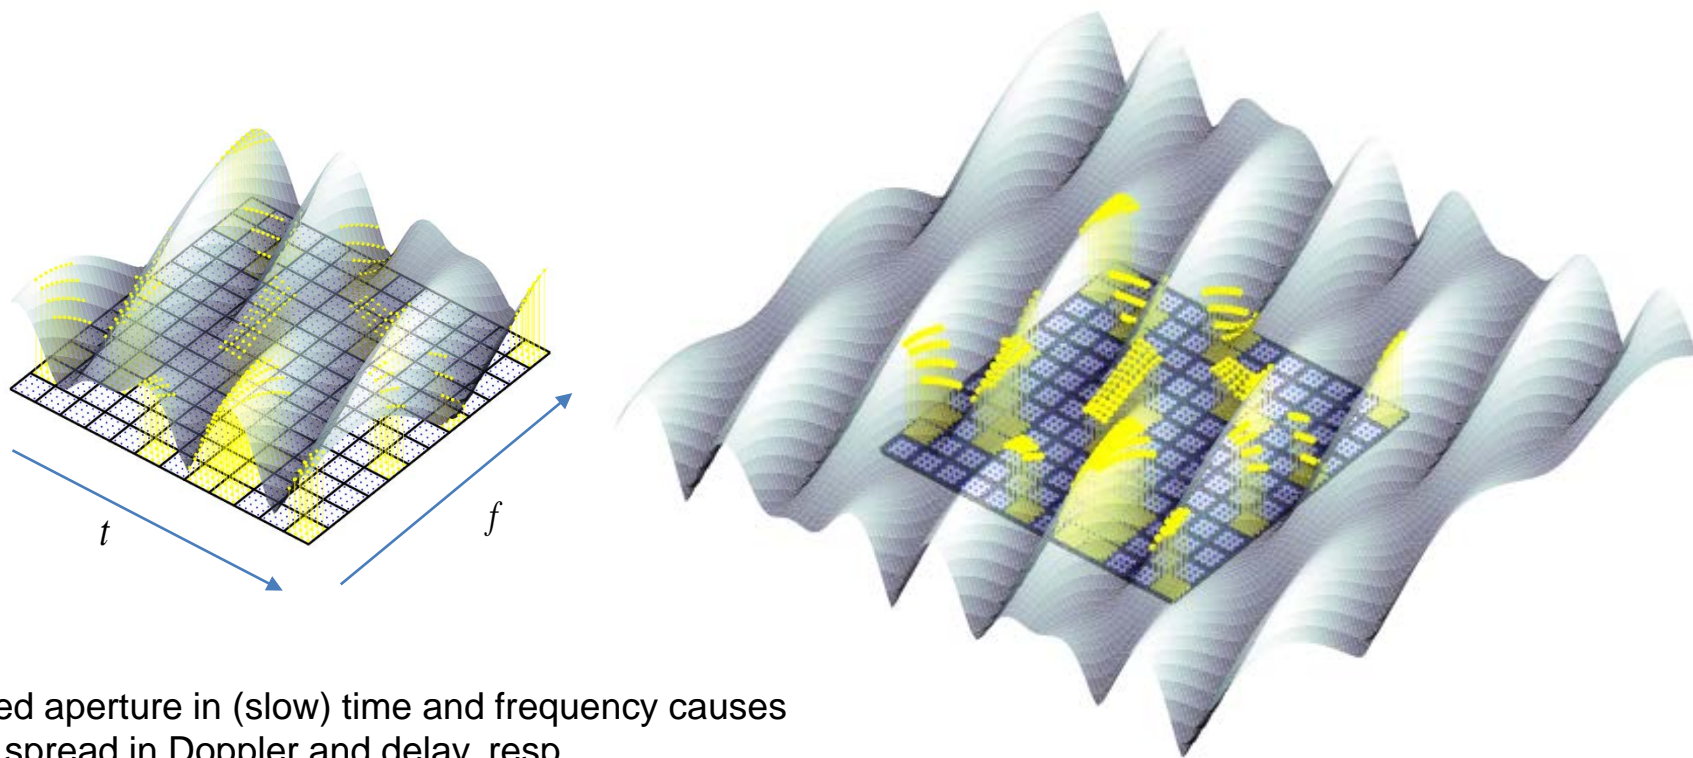 t
f
ed aperture in (slow) time and frequency causes
spread in Doppler and delay, resp.